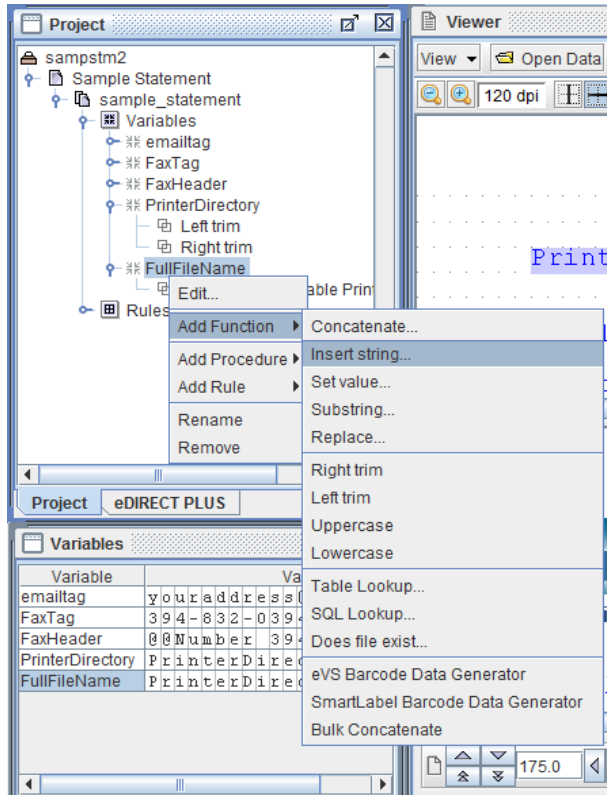 Project
sampstm2
Sample Statement
sample_statement
Variables
emailtag
FaxTag
FaxHeader
PrinterDirectory
Left trim
Right trim
FullFileName
able Print
Rules
Edit...
Add Function
Add Procedure
Add Rule
Rename
Remove
Concatenate...
Insert string...
Set value...
Substring...
Replace...
Right trim
Left trim
Uppercase
Lowercase
Table Lookup...
SQL Lookup...
Does file exist...
eVS Barcode Data Generator
SmartLabel Barcode Data Generator
Bulk Concatenate
Project
eDIRECT PLUS
Variables
Variable Va
emailtag youraddress
FaxTag 394-832-039
FaxHeader @@Number 39
PrinterDirectory PrinterDire
FullFileName PrinterDire
Viewer
View Open Data
120 dpi
Print
175.0